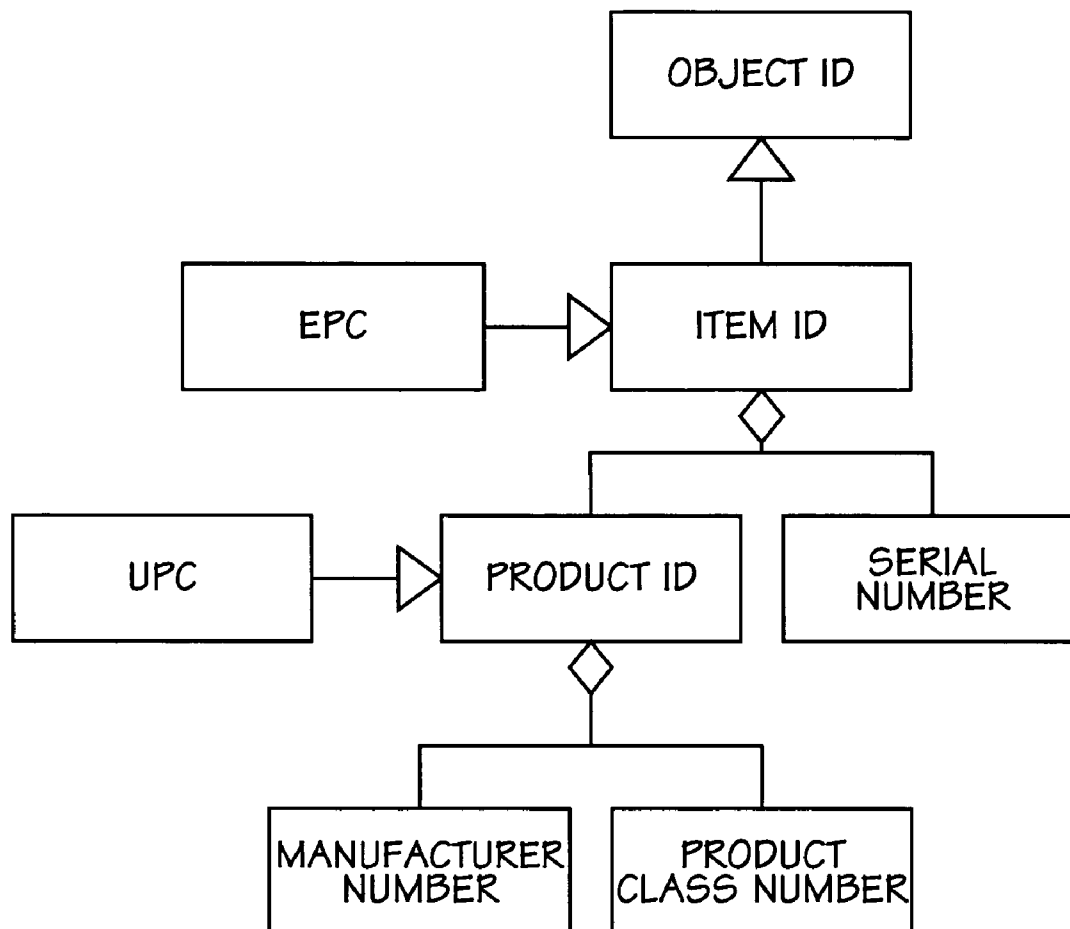 OBJECT ID
EPC
ITEM ID
UPC
PRODUCT ID
SERIAL
NUMBER
MANUFACTURER
NUMBER
PRODUCT
CLASS NUMBER